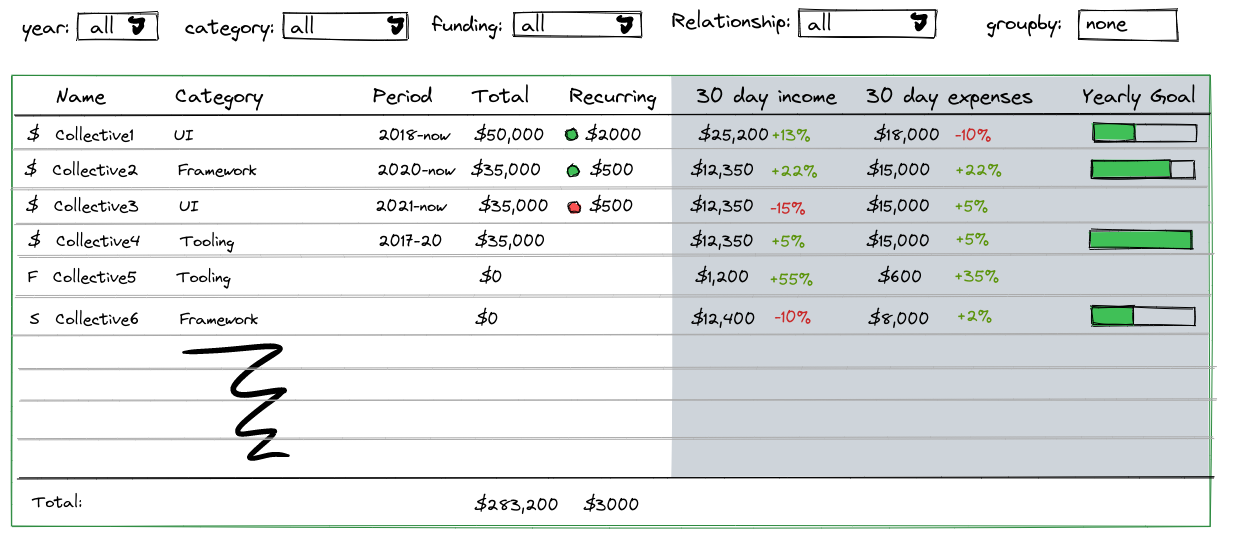 year: all category: all funding: all Relationship: all groupby: none
Name Category Period Total Recurring 30 day income 30 day expenses Yearly Goal
$ Collective1 UI 2018-now $50,000 $2000 $25,200 +13% $18,000 -10%
$ Collective2 Framework 2020-now $35,000 $500 $12,350 +22% $15,000 +22%
$ Collective3 UI 2021-now $35,000 $500 $12,350 -15% $15,000 +5%
$ Collective4 Tooling 2017-20 $35,000 $12,350 +5% $15,000 +5%
F Collective5 Tooling $0 $1,200 +55% $600 +35%
S Collective6 Framework $0 $12,400 -10% $8,000 +2%
Total: $283,200 $3000